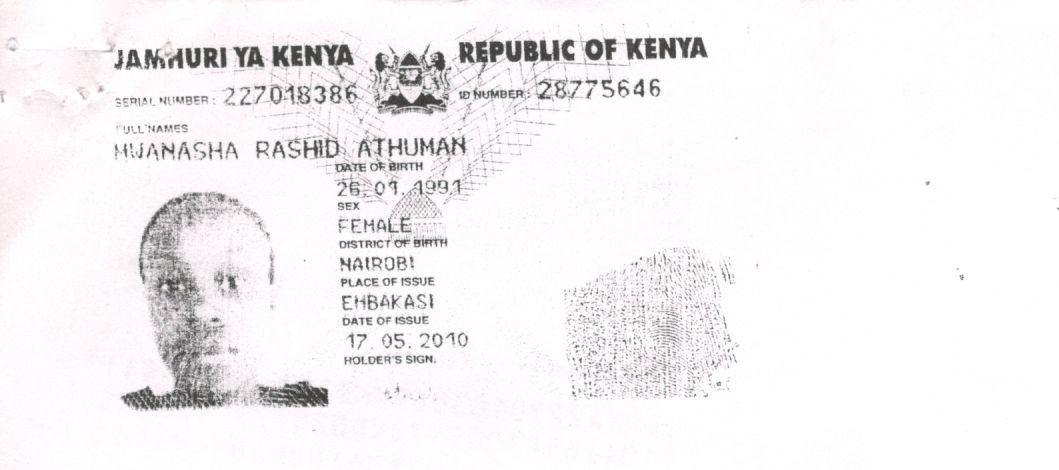 JAMHURI YA KENYA REPUBLIC OF KENYA
SERIAL NUMBER: 227018386 ID NUMBER: 28775646
FULL NAMES
MWANASHA RASHID ATHUMAN
DATE OF BIRTH
26. 01. 1991
SEX
FEMALE
DISTRICT OF BIRTH
NAIROBI
PLACE OF ISSUE
EMBAKASI
DATE OF ISSUE
17. 05. 2010
HOLDER'S SIGN.